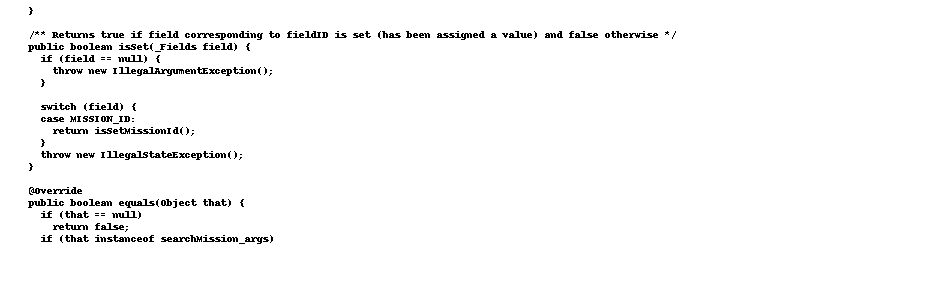 }
/** Returns true if field corresponding to fieldID is set (has been assigned a value) and false otherwise */
public boolean isSet(_Fields field) {
if (field == null) {
throw new IllegalArgumentException();
}
switch (field) {
case MISSION_ID:
return isSetMissionId();
}
throw new IllegalStateException();
}
@Override
public boolean equals(Object that) {
if (that == null)
return false;
if (that instanceof searchMission_args)